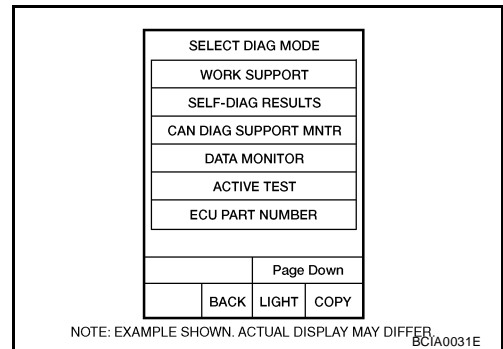 SELECT DIAG MODE
WORK SUPPORT
SELF-DIAG RESULTS
CAN DIAG SUPPORT MNTR
DATA MONITOR
ACTIVE TEST
ECU PART NUMBER
Page Down
BACK LIGHT COPY
NOTE: EXAMPLE SHOWN. ACTUAL DISPLAY MAY DIFFER.
BCIA0031E